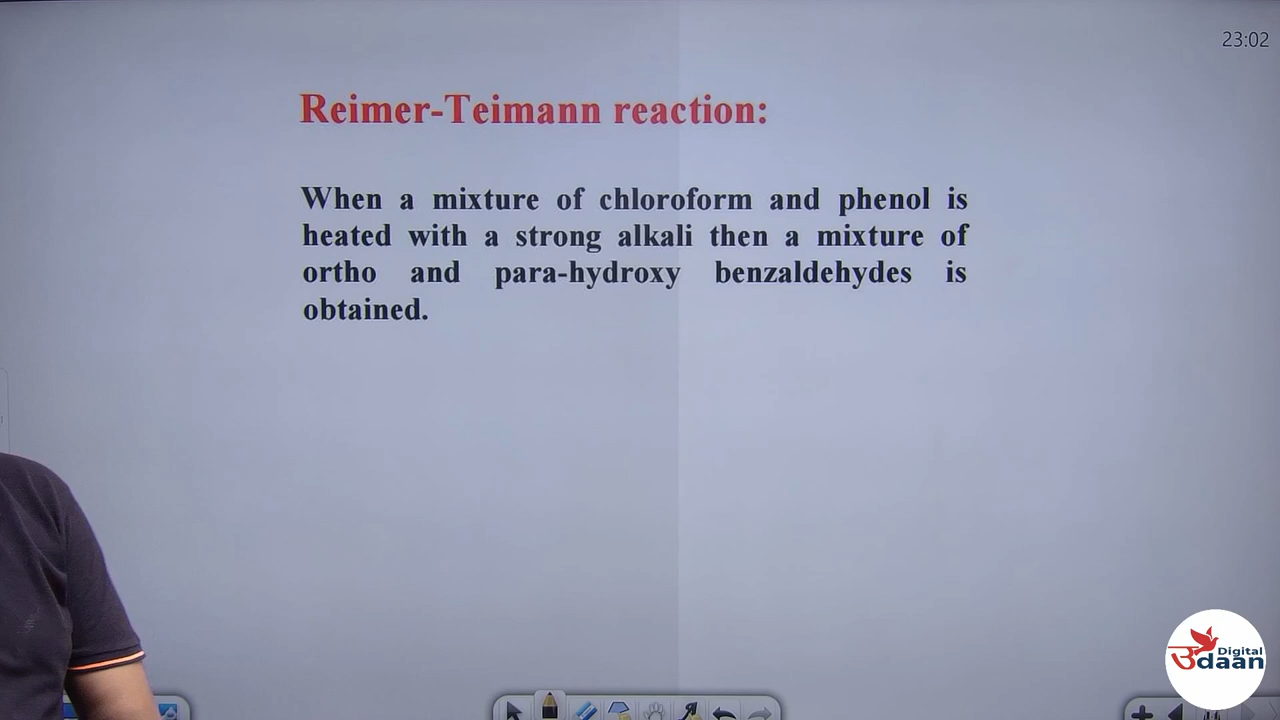 23:02
Reimer-Teimann reaction:
When a mixture of chloroform and phenol is
heated with a strong alkali then a mixture of
ortho and para-hydroxy benzaldehydes is
obtained.
Digital
उdaan